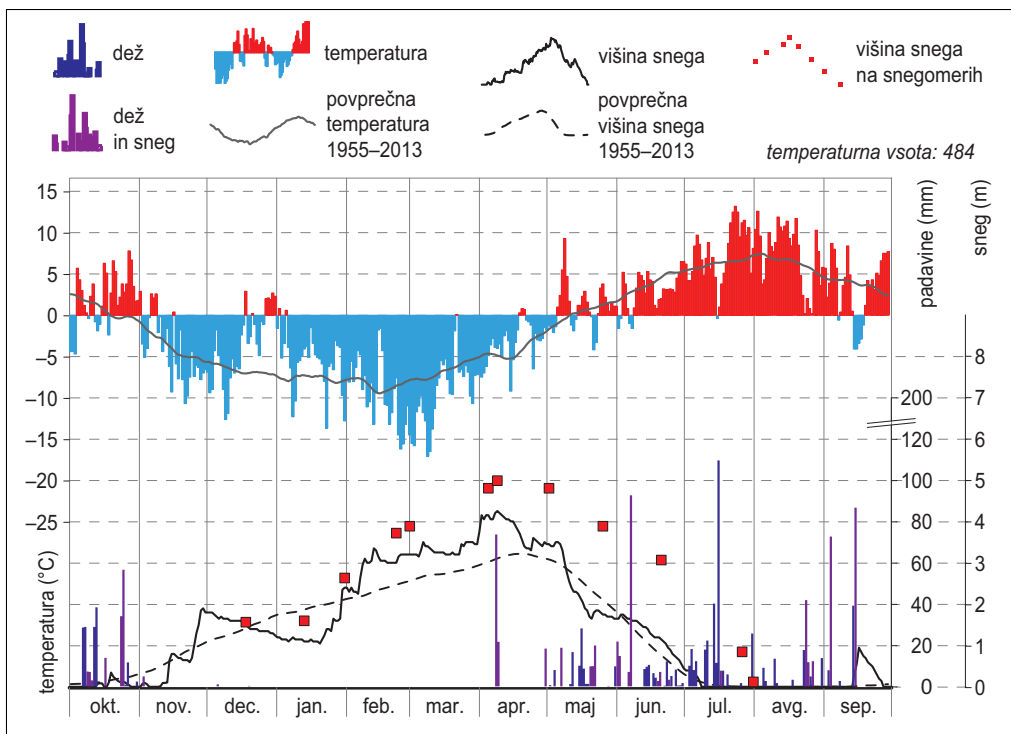 dež
temperatura
višina snega
višina snega
na snegomerih
dež
in sneg
povprečna
temperatura
1955–2013
povprečna
višina snega
1955–2013
temperaturna vsota: 484
15
10
5
0
–5
–10
–15
–20
–25
temperatura (°C)
padavine (mm)
sneg (m)
200
120
100
80
60
40
20
0
8
7
6
5
4
3
2
1
0
okt.
nov.
dec.
jan.
feb.
mar.
apr.
maj
jun.
jul.
avg.
sep.